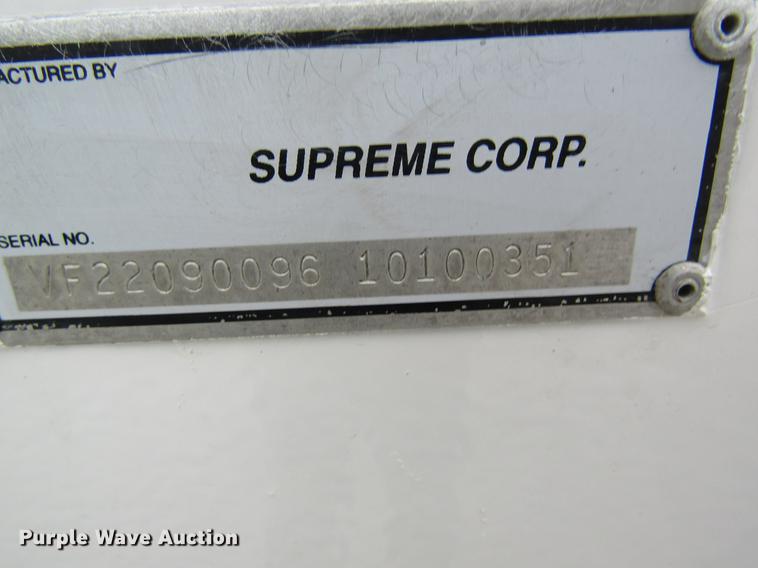 ACTURED BY
SUPREME CORP.
SERIAL NO.
VF22090096 10100351
Purple Wave Auction